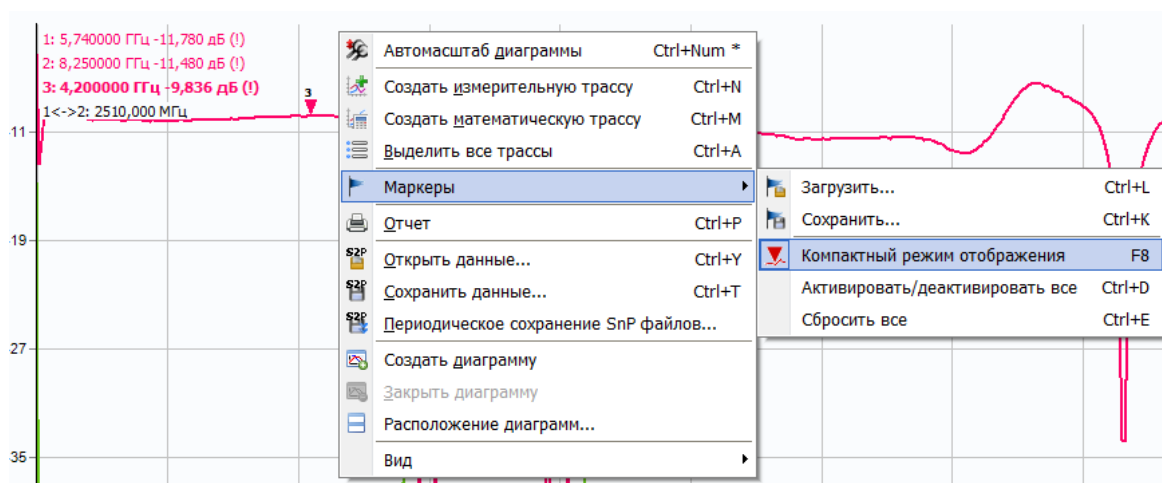 1: 5,740000 ГГц -11,780 дБ (!)
2: 8,250000 ГГц -11,480 дБ (!)
3: 4,200000 ГГц -9,836 дБ (!)
1<->2: 2510,000 МГц
3
-11
-19
-27
-35
Автомасштаб диаграммы Ctrl+Num *
Создать измерительную трассу Ctrl+N
Создать математическую трассу Ctrl+M
Выделить все трассы Ctrl+A
Маркеры
Отчет Ctrl+P
S2P Открыть данные... Ctrl+Y
S2P Сохранить данные... Ctrl+T
S2P Периодическое сохранение SnP файлов...
Создать диаграмму
Закрыть диаграмму
Расположение диаграмм...
Вид
Загрузить... Ctrl+L
Сохранить... Ctrl+K
Компактный режим отображения F8
Активировать/деактивировать все Ctrl+D
Сбросить все Ctrl+E